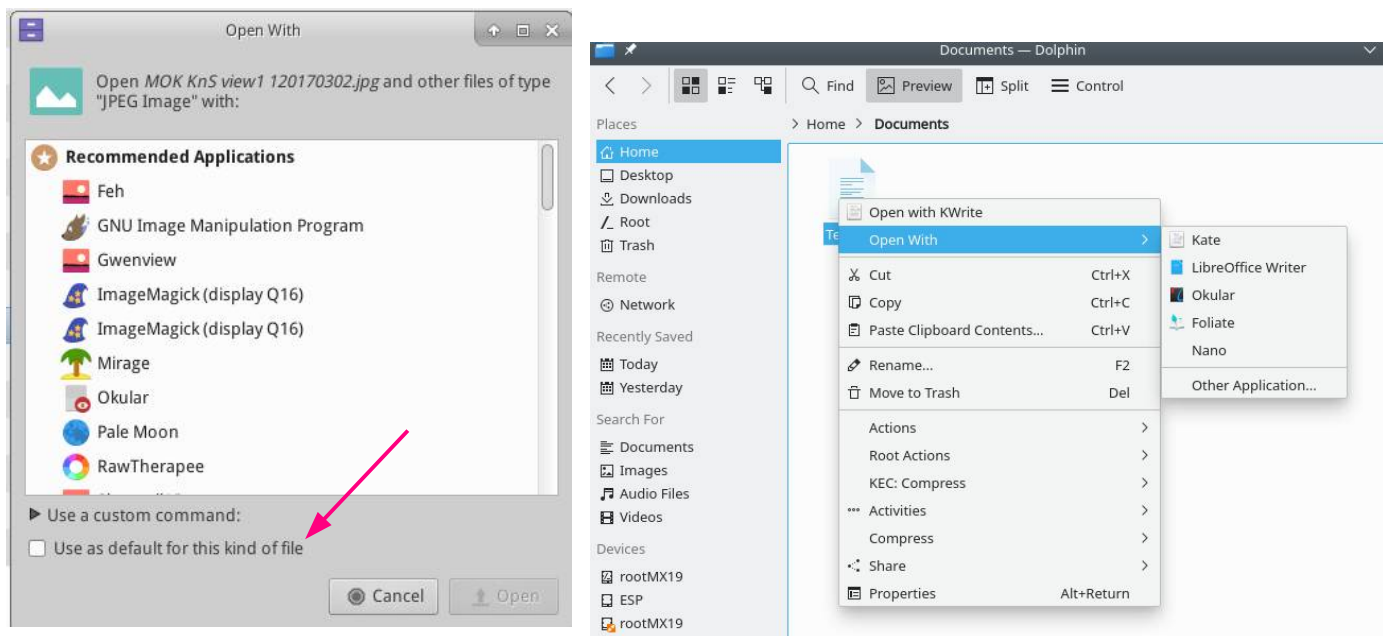 Open With
Open MOK KnS view1 120170302.jpg and other files of type
"JPEG Image" with:
Recommended Applications
Feh
GNU Image Manipulation Program
Gwenview
ImageMagick (display Q16)
ImageMagick (display Q16)
Mirage
Okular
Pale Moon
RawTherapee
Use a custom command:
Use as default for this kind of file
Cancel
Open
Documents — Dolphin
Find
Preview
Split
Control
Places
> Home > Documents
Home
Desktop
Downloads
Root
Trash
Remote
Network
Recently Saved
Today
Yesterday
Search For
Documents
Images
Audio Files
Videos
Devices
rootMX19
ESP
rootMX19
Open with KWrite
Open With
Cut Ctrl+X
Copy Ctrl+C
Paste Clipboard Contents... Ctrl+V
Rename... F2
Move to Trash Del
Actions
Root Actions
KEC: Compress
Activities
Compress
Share
Properties Alt+Return
Kate
LibreOffice Writer
Okular
Foliate
Nano
Other Application...